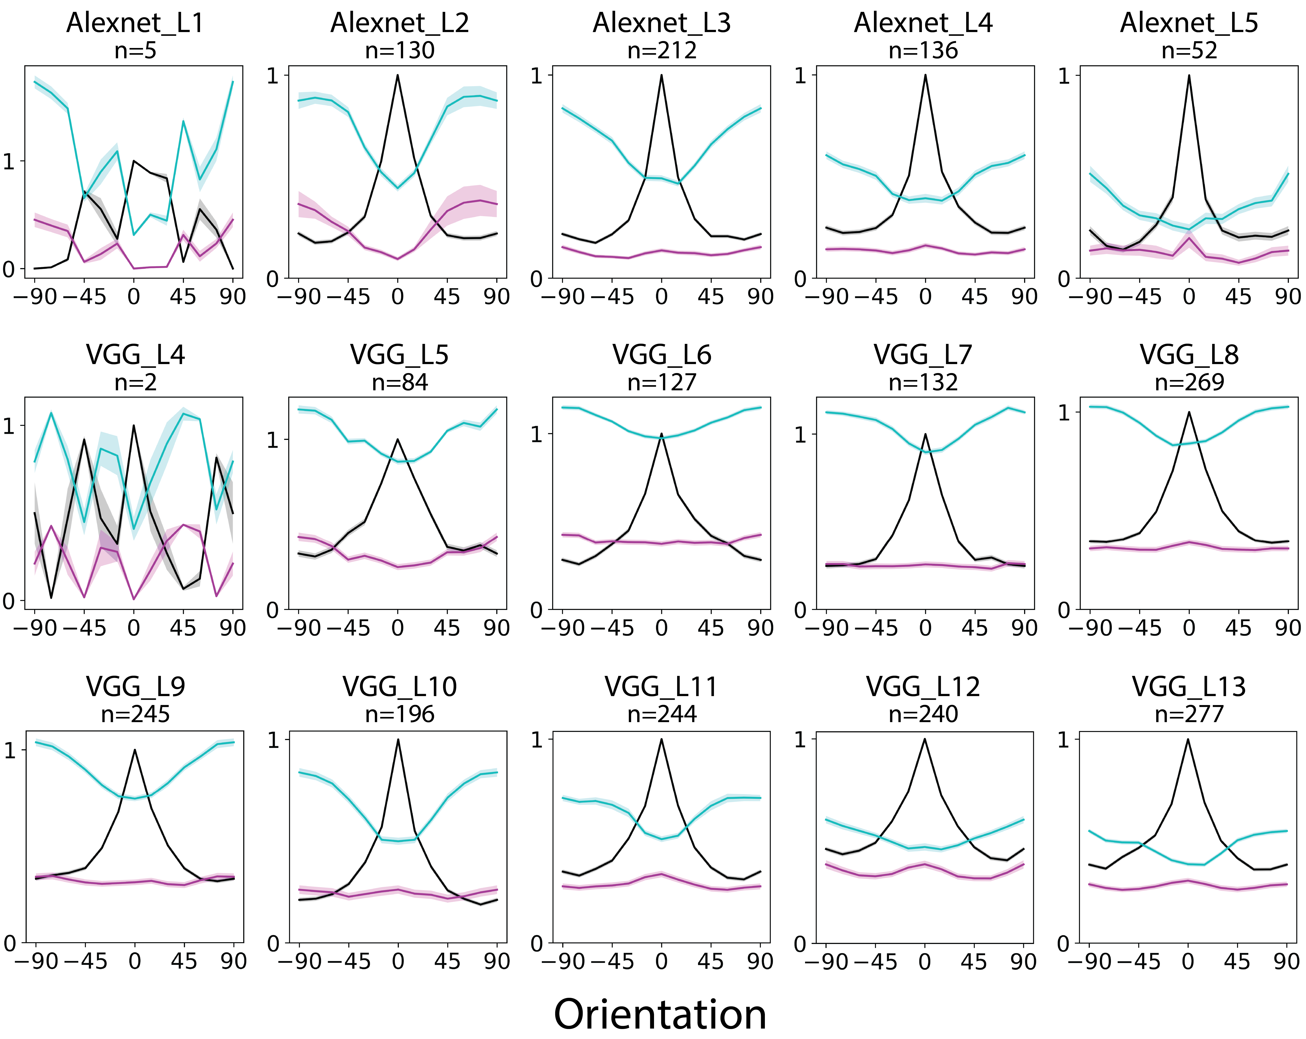 Alexnet_L1 Alexnet_L2 Alexnet_L3 Alexnet_L4 Alexnet_L5
n=5 n=130 n=212 n=136 n=52
1 1 1 1
1
0 0 0 0 0
−90 −45 0 45 90 −90 −45 0 45 90 −90 −45 0 45 90 −90 −45 0 45 90 −90 −45 0 45 90
VGG_L4 VGG_L5 VGG_L6 VGG_L7 VGG_L8
n=2 n=84 n=127 n=132 n=269
1 1 1 1 1
0 0 0 0 0
−90 −45 0 45 90 −90 −45 0 45 90 −90 −45 0 45 90 −90 −45 0 45 90 −90 −45 0 45 90
VGG_L9 VGG_L10 VGG_L11 VGG_L12 VGG_L13
n=245 n=196 n=244 n=240 n=277
1 1 1 1 1
0 0 0 0 0
−90 −45 0 45 90 −90 −45 0 45 90 −90 −45 0 45 90 −90 −45 0 45 90 −90 −45 0 45 90
Orientation